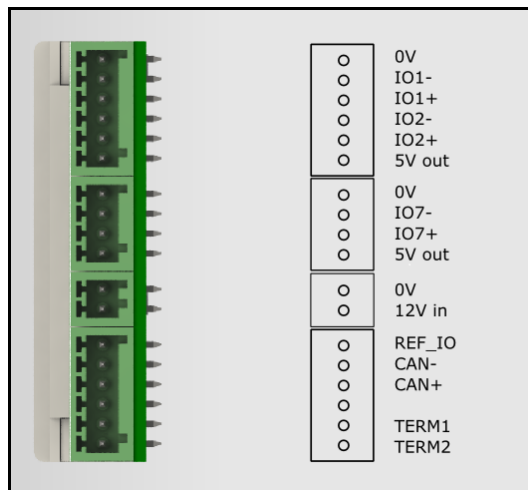 0V
IO1-
IO1+
IO2-
IO2+
5V out
0V
IO7-
IO7+
5V out
0V
12V in
REF_IO
CAN-
CAN+
TERM1
TERM2